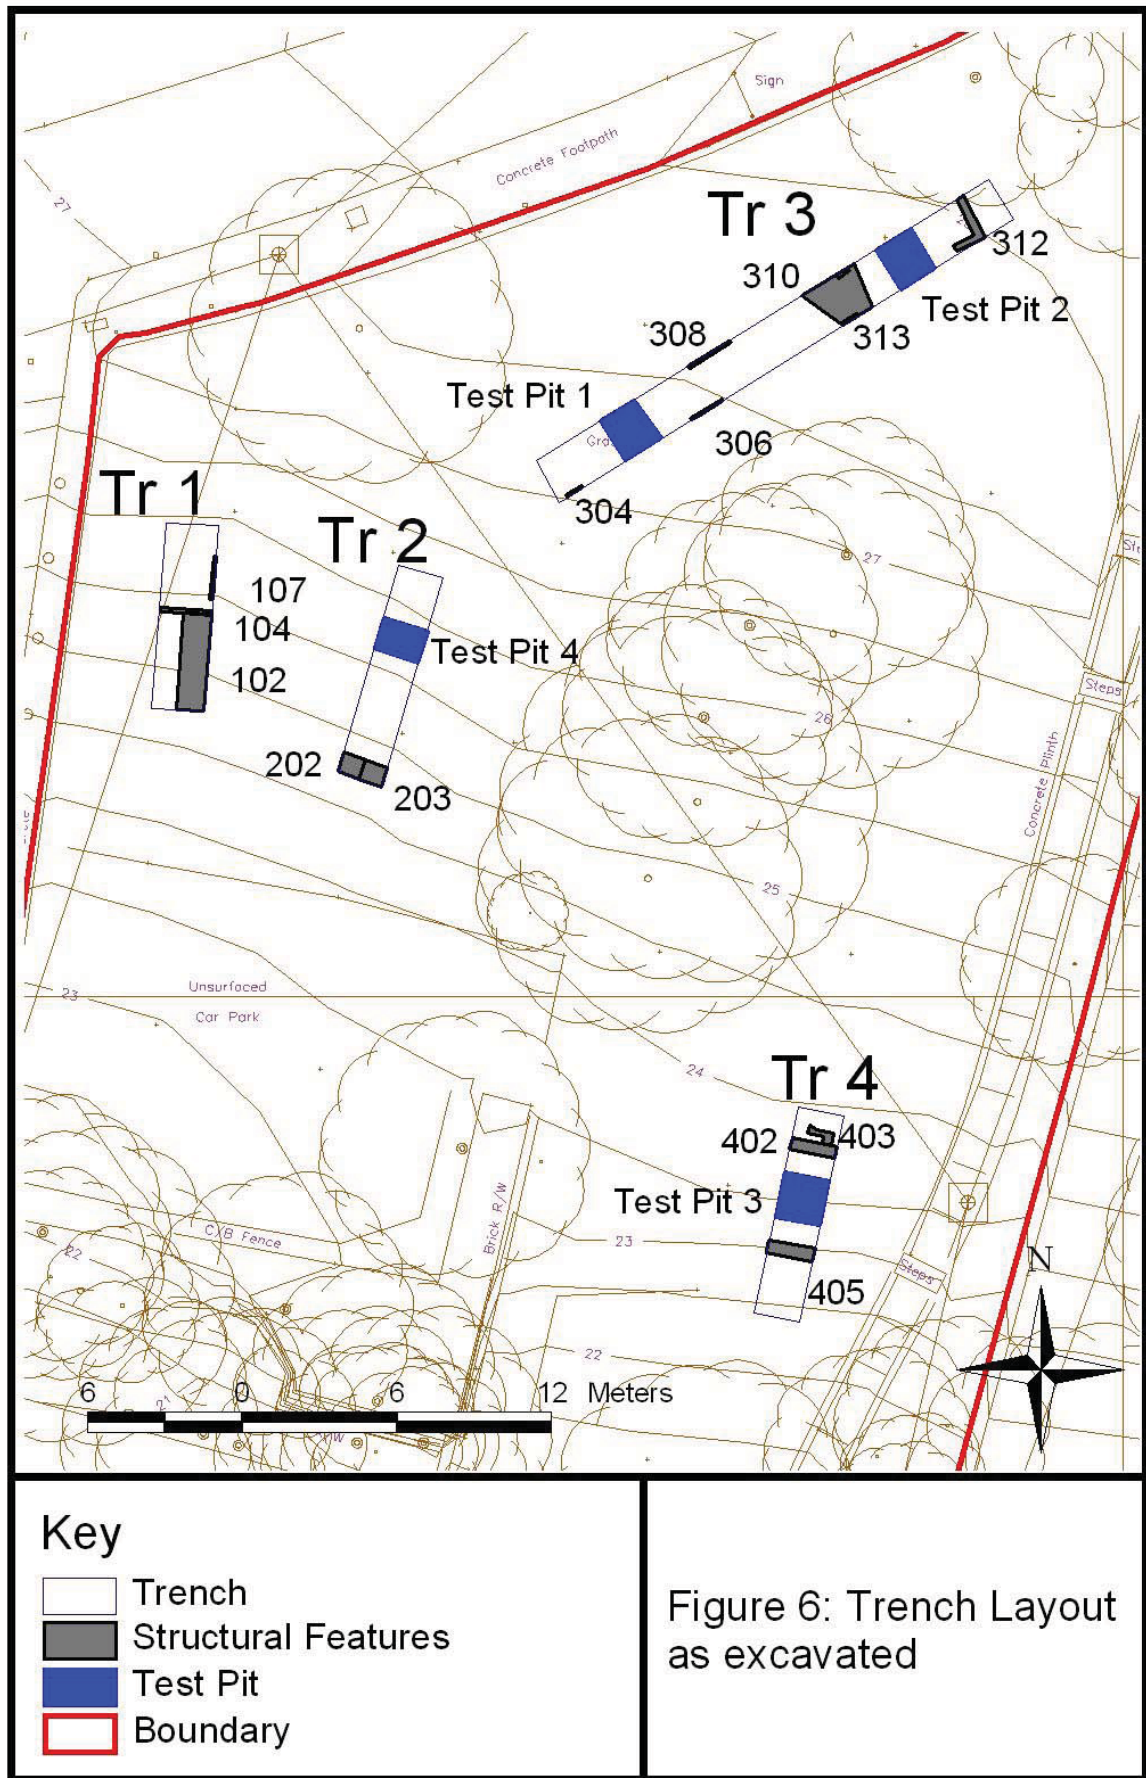 Sign
Concrete Footpath
27
Tr 3
312
310
Test Pit 2
313
308
Test Pit 1
306
304
Tr 1
Tr 2
27
107
104
Test Pit 4
102
Steps
26
202
203
Concrete Plinth
25
Unsurfaced
Car Park
23
24
Tr 4
402
403
Test Pit 3
C/B Fence
Brick R/W
22
23
Steps
405
N
22
6 0 6 12 Meters
21
Key
Trench
Structural Features
Test Pit
Boundary
Figure 6: Trench Layout
as excavated